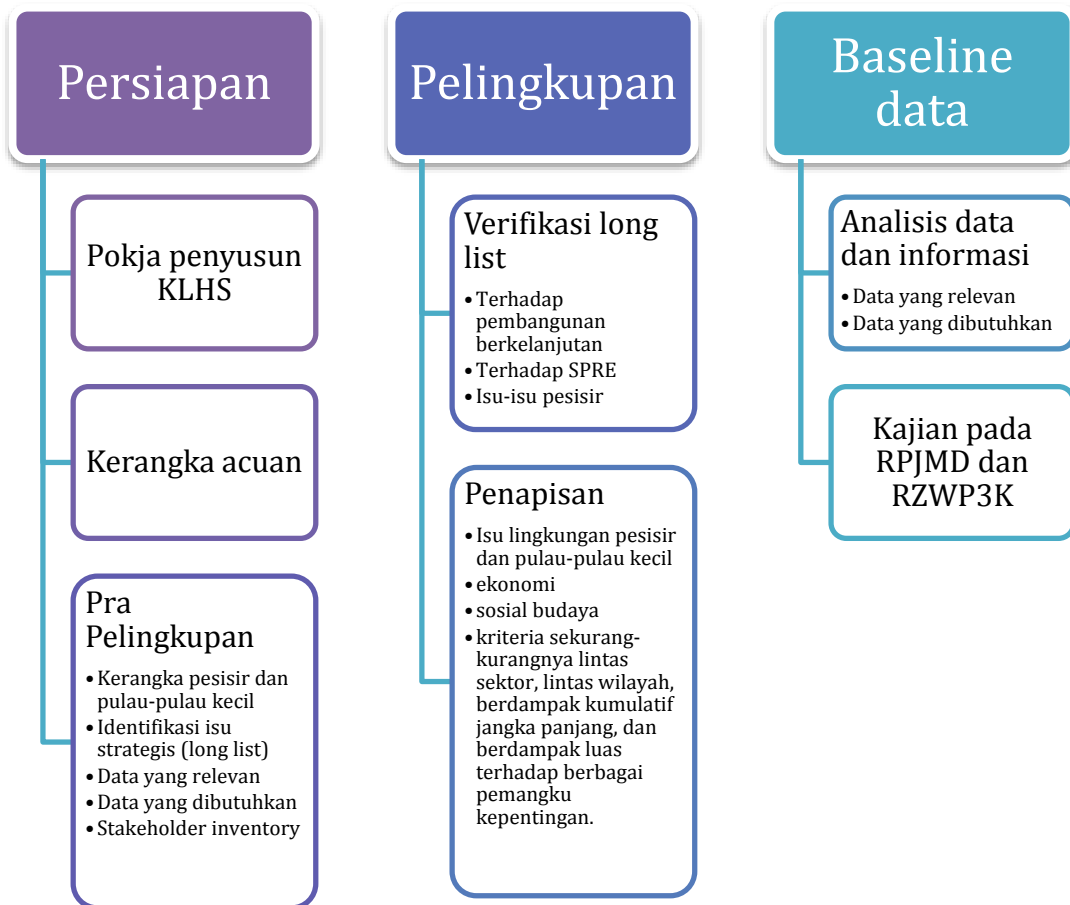 Persiapan
Pokja penyusun
KLHS
Kerangka acuan
Pra
Pelingkupan
• Kerangka pesisir dan
pulau-pulau kecil
• Identifikasi isu
strategis (long list)
• Data yang relevan
• Data yang dibutuhkan
• Stakeholder inventory
Pelingkupan
Verifikasi long
list
• Terhadap
pembangunan
berkelanjutan
• Terhadap SPRE
• Isu-isu pesisir
Penapisan
• Isu lingkungan pesisir
dan pulau-pulau kecil
• ekonomi
• sosial budaya
• kriteria sekurang-
kurangnya lintas
sektor, lintas wilayah,
berdampak kumulatif
jangka panjang, dan
berdampak luas
terhadap berbagai
pemangku
kepentingan.
Baseline
data
Analisis data
dan informasi
• Data yang relevan
• Data yang dibutuhkan
Kajian pada
RPJMD dan
RZWP3K